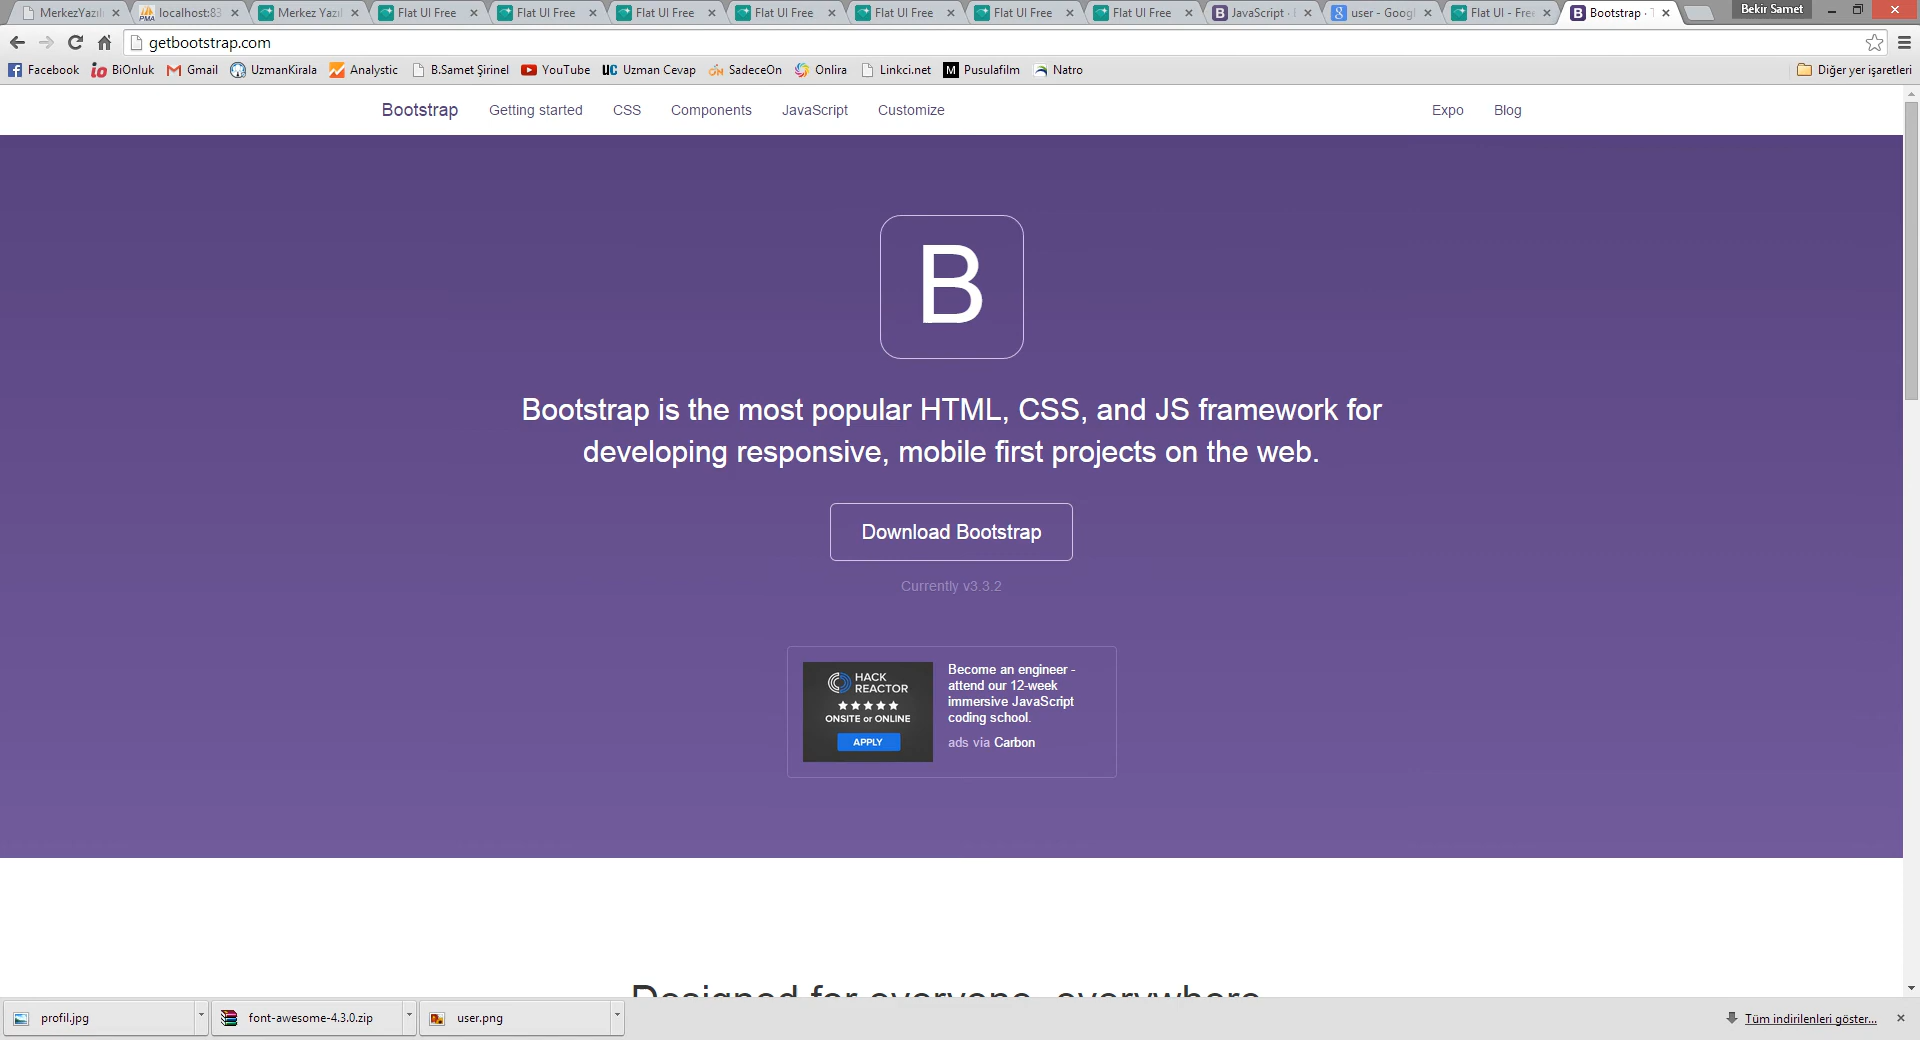 MerkezYazıl
localhost:83
Merkez Yazıl
Flat UI Free
Flat UI Free
Flat UI Free
Flat UI Free
Flat UI Free
Flat UI Free
Flat UI Free
JavaScript ·
user - Googl
Flat UI - Free
Bootstrap · T
Bekir Samet
getbootstrap.com
Facebook
BiOnluk
Gmail
UzmanKirala
Analystic
B.Samet Şirinel
YouTube
UC Uzman Cevap
SadeceOn
Onlira
Linkci.net
M Pusulafilm
Natro
Diğer yer işaretleri
Bootstrap
Getting started
CSS
Components
JavaScript
Customize
Expo
Blog
B
Bootstrap is the most popular HTML, CSS, and JS framework for
developing responsive, mobile first projects on the web.
Download Bootstrap
Currently v3.3.2
HACK
REACTOR
ONSITE or ONLINE
APPLY
Become an engineer -
attend our 12-week
immersive JavaScript
coding school.
ads via Carbon
Designed for everyone, everywhere
profil.jpg
font-awesome-4.3.0.zip
user.png
Tüm indirilenleri göster...